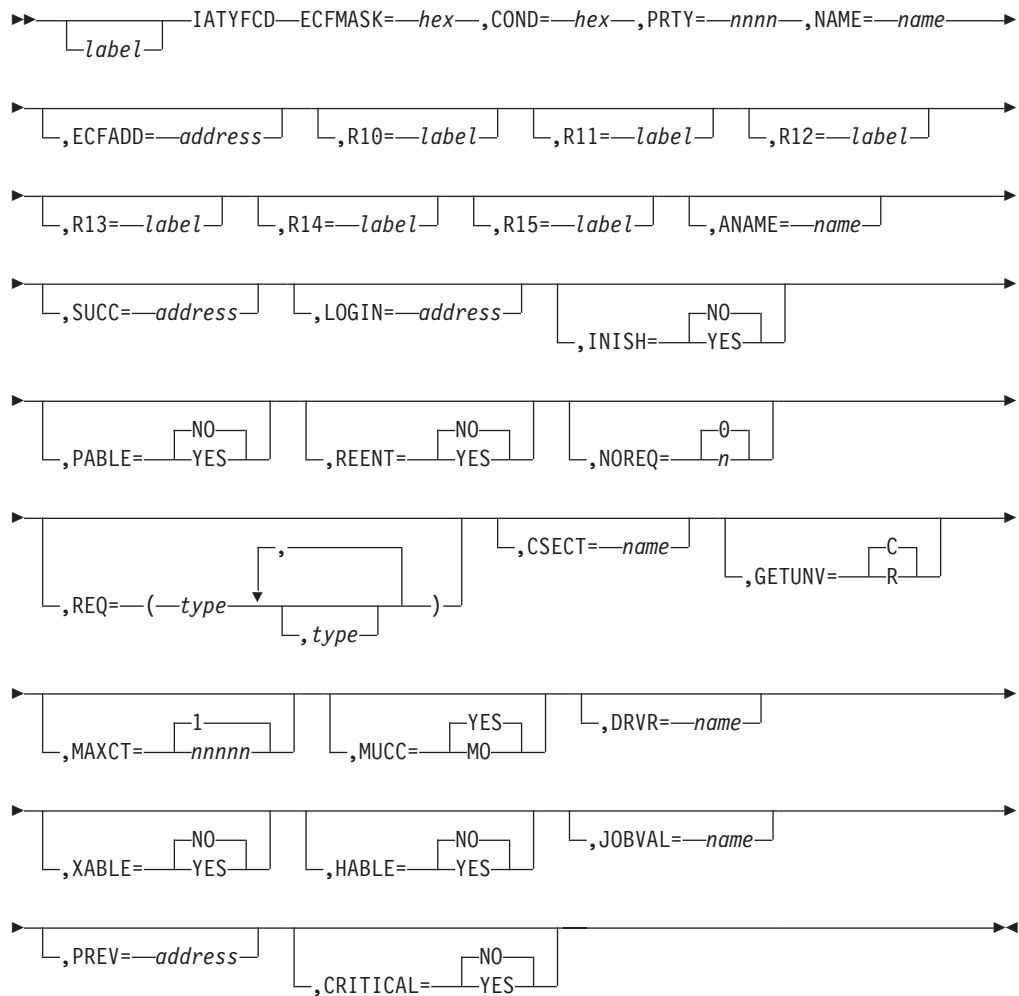 IATYFCD ECFMASK= hex ,COND= hex ,PRTY= nnnn ,NAME= name
label
,ECFADD= address ,R10= label ,R11= label ,R12= label
,R13= label ,R14= label ,R15= label ,ANAME= name
,SUCC= address ,LOGIN= address
NO
,INISH= YES
NO NO 0
,PABLE= YES ,REENT= YES ,NOREQ= n
, ,CSECT= name C
,GETUNV= R
,REQ= ( type )
,type
1 YES ,DRVR= name
,MAXCT= nnnnn ,MUCC= MO
NO NO ,JOBVAL= name
,XABLE= YES ,HABLE= YES
,PREV= address NO
,CRITICAL= YES